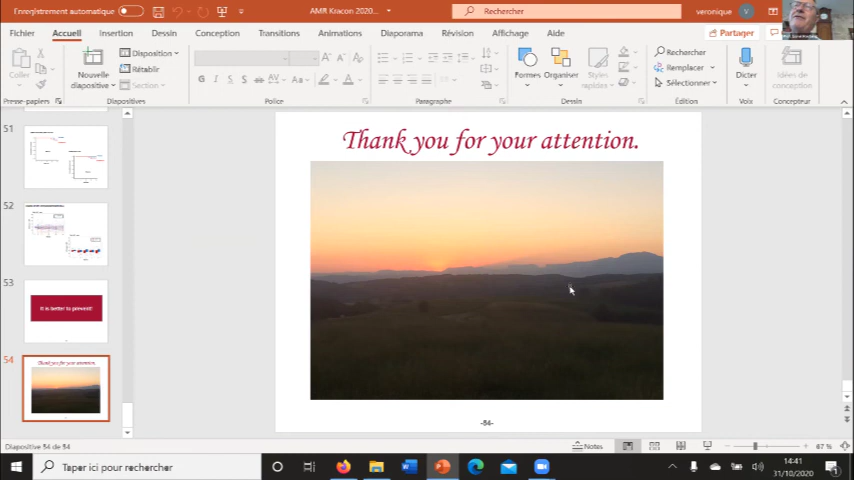 Enregistrement automatique
AMR Kracon 2020...
Rechercher
veronique
V
Fichier
Accueil
Insertion
Dessin
Conception
Transitions
Animations
Diaporama
Révision
Affichage
Aide
Partager
Coller
Nouvelle
diapositive
Disposition
Rétablir
Section
G I S S
Formes
Organiser
Styles
rapides
Rechercher
Remplacer
Sélectionner
Dicter
Idées de
conception
Presse-papiers
Diapositives
Police
Paragraphe
Dessin
Édition
Voix
Concepteur
51
52
53
It is better to prevent!
54
Thank you for your attention.
Thank you for your attention.
-54-
Diapositive 54 de 54
Notes
67 %
Taper ici pour rechercher
14:41
31/10/2020